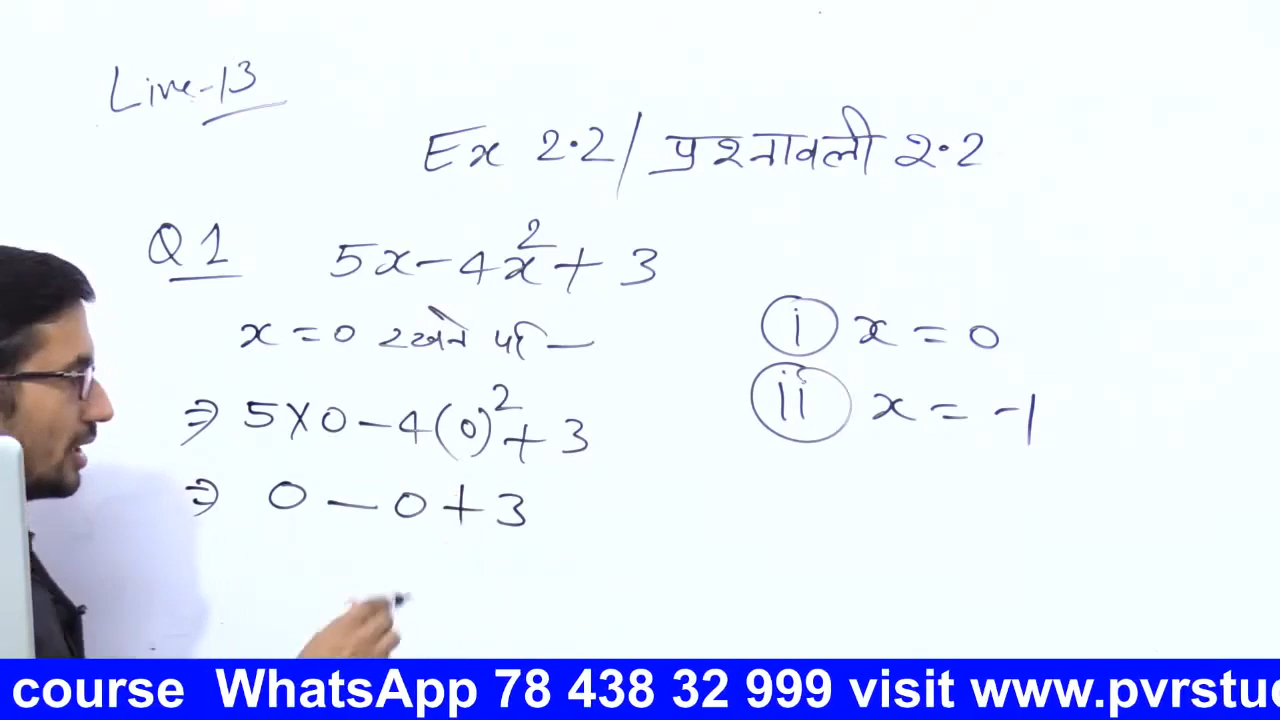 Live-13
Ex 2.2/ प्रश्नावली 2.2
Q1 5x-4x²+3
x=0 रखने पर —
⇒ 5×0-4(0)²+3
⇒ 0-0+3
(i) x=0
(ii) x=-1
course WhatsApp 78 438 32 999 visit www.pvrstu